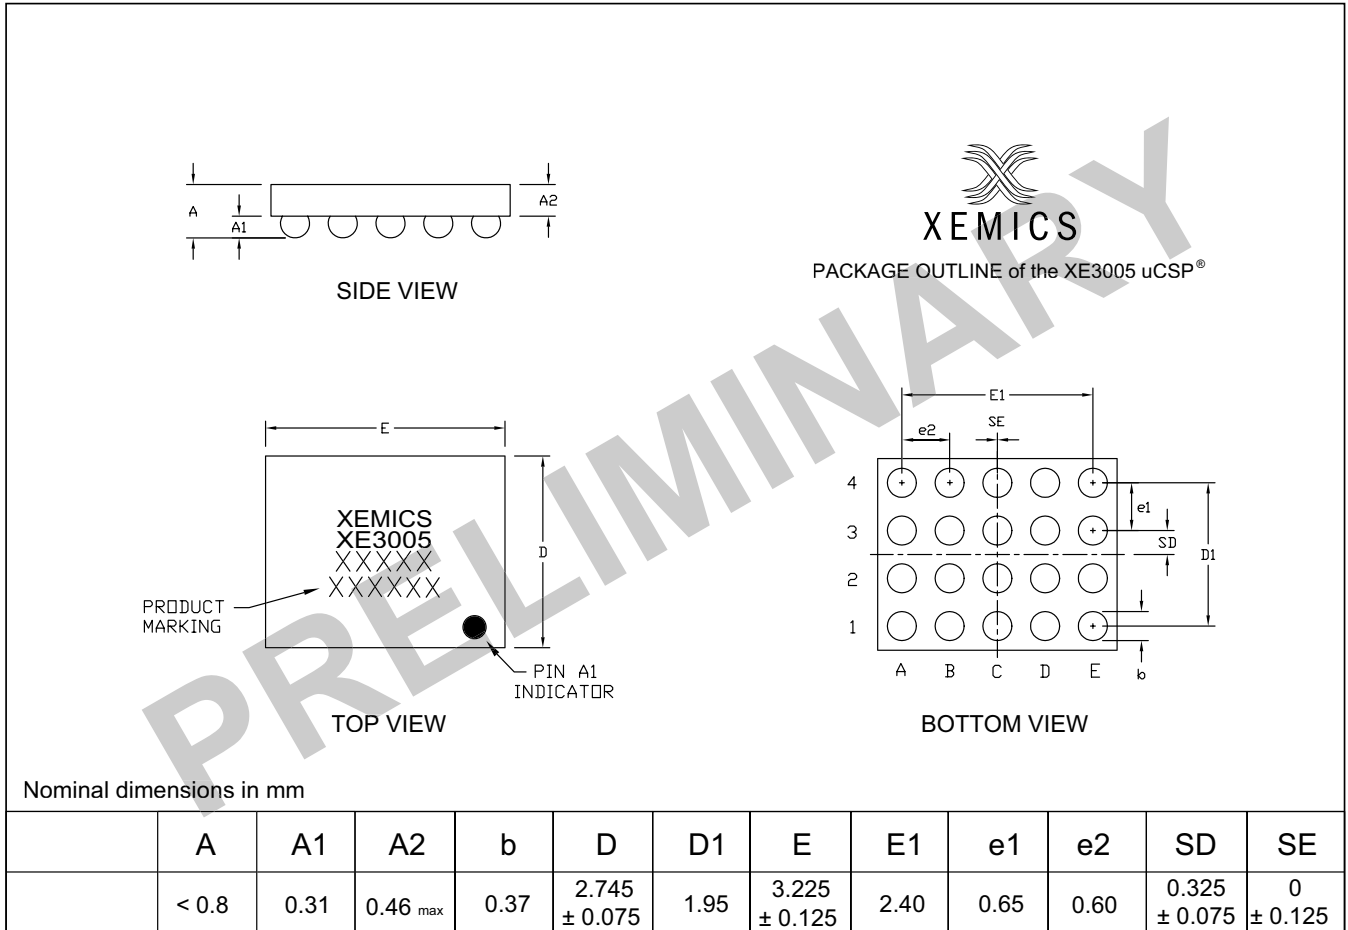 A
A1
A2
SIDE VIEW
XEMICS
PACKAGE OUTLINE of the XE3005 uCSP®
PRELIMINARY
E
D
XEMICS
XE3005
XXXXX
XXXXXX
PRODUCT
MARKING
PIN A1
INDICATOR
TOP VIEW
E1
SE
e2
4
3
2
1
e1
SD
D1
A B C D E b
BOTTOM VIEW
Nominal dimensions in mm
A A1 A2 b D D1 E E1 e1 e2 SD SE
< 0.8 0.31 0.46 max 0.37 2.745 ± 0.075 1.95 3.225 ± 0.125 2.40 0.65 0.60 0.325 ± 0.075 0 ± 0.125